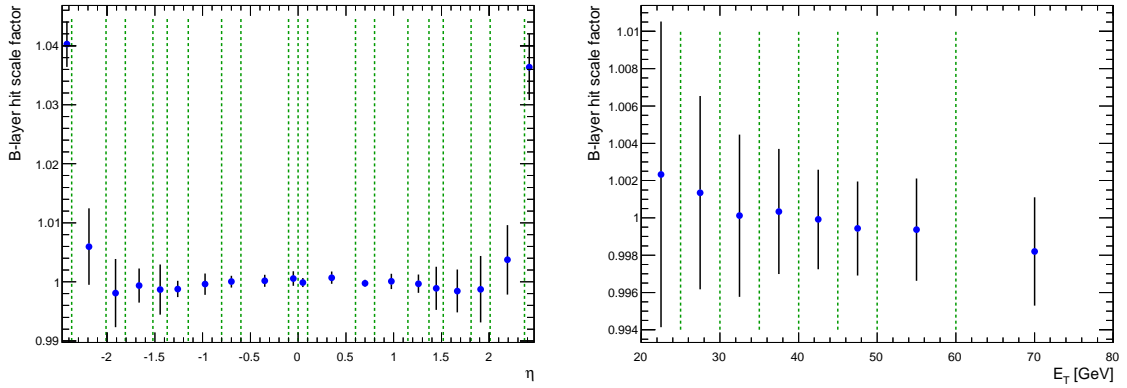 B-layer hit scale factor
1.04
1.03
1.02
1.01
1
0.99
-2 -1.5 -1 -0.5 0 0.5 1 1.5 2
η
B-layer hit scale factor
1.01
1.008
1.006
1.004
1.002
1
0.998
0.996
0.994
20 30 40 50 60 70 80
E_T [GeV]